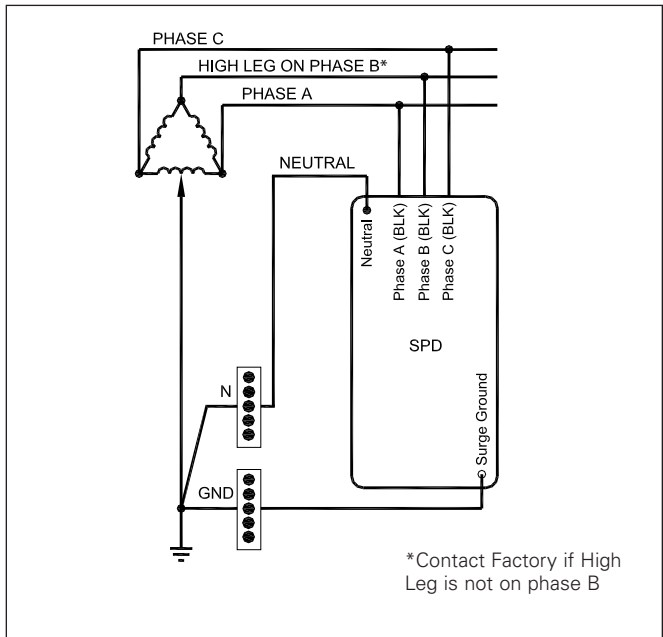 PHASE C
HIGH LEG ON PHASE B*
PHASE A
NEUTRAL
Neutral
Phase A (BLK)
Phase B (BLK)
Phase C (BLK)
SPD
Surge Ground
N
GND
*Contact Factory if High
Leg is not on phase B